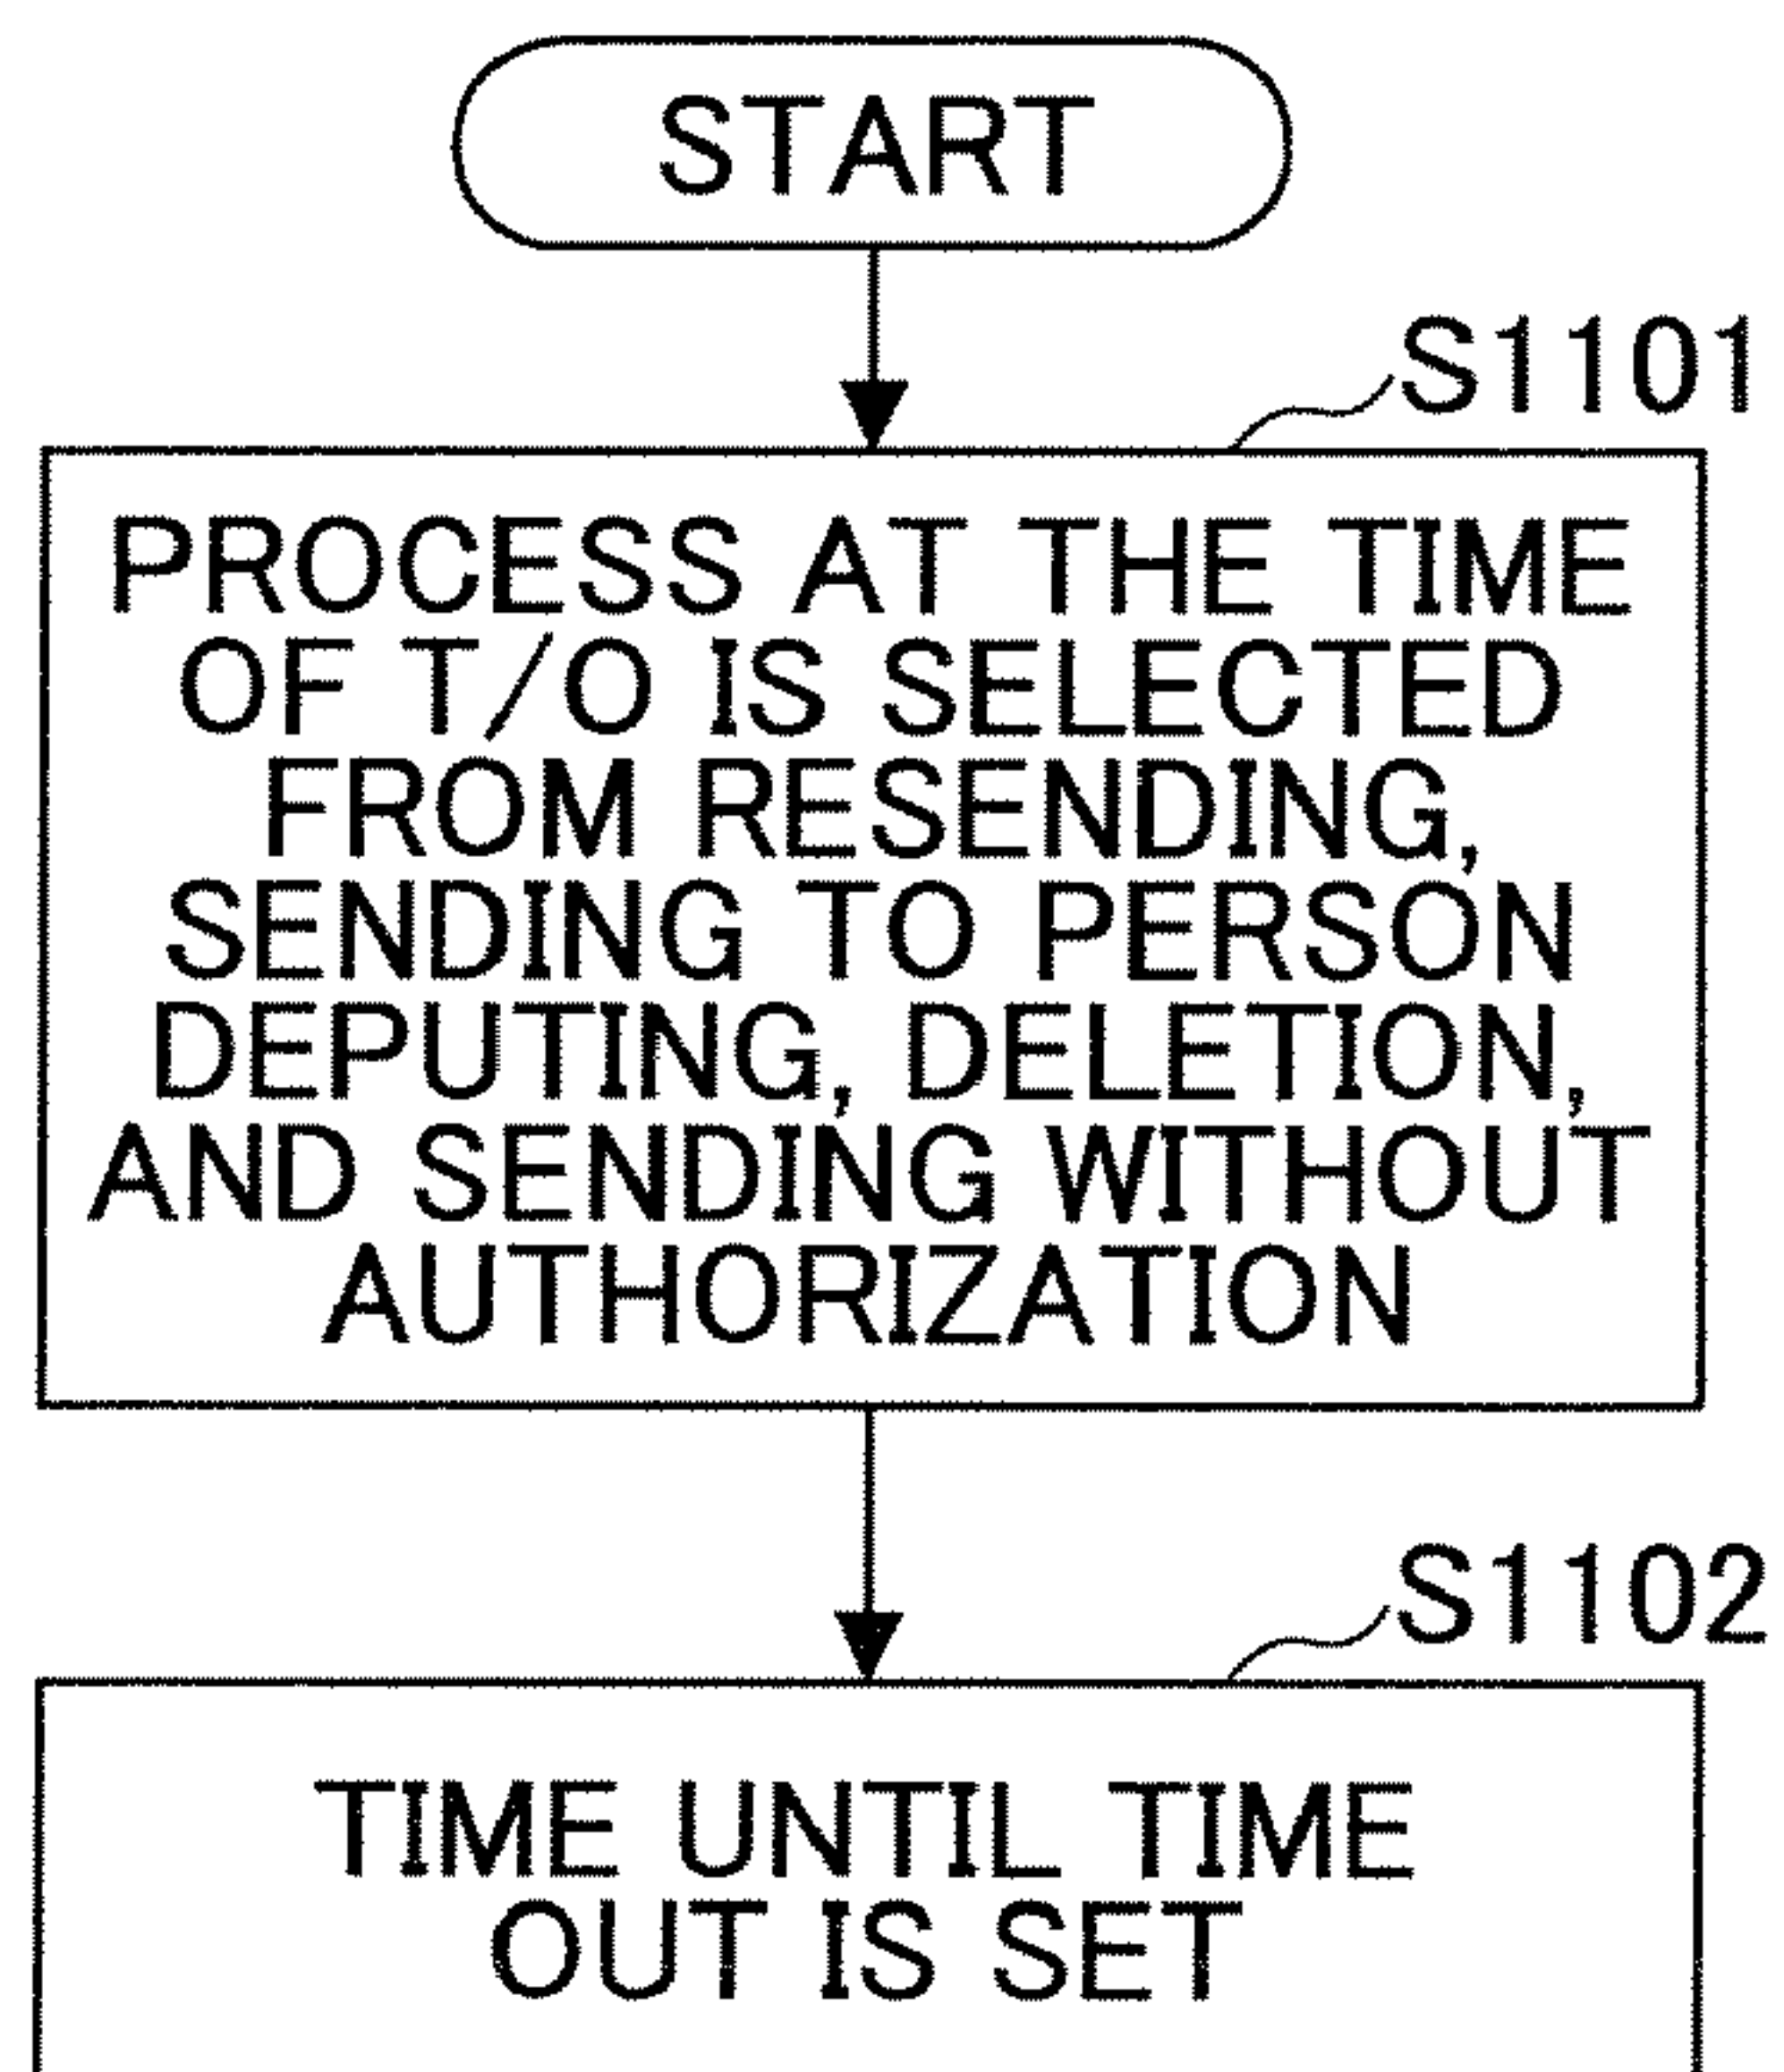 START
S1101
PROCESS AT THE TIME
OF T/O IS SELECTED
FROM RESENDING,
SENDING TO PERSON
DEPUTING, DELETION,
AND SENDING WITHOUT
AUTHORIZATION
S1102
TIME UNTIL TIME
OUT IS SET